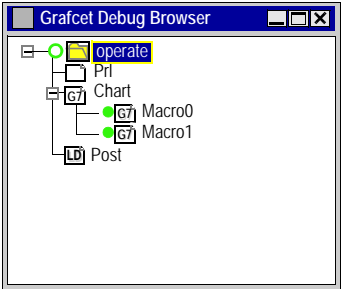 Grafcet Debug Browser
operate
Prl
G7 Chart
G7 Macro0
G7 Macro1
LD Post